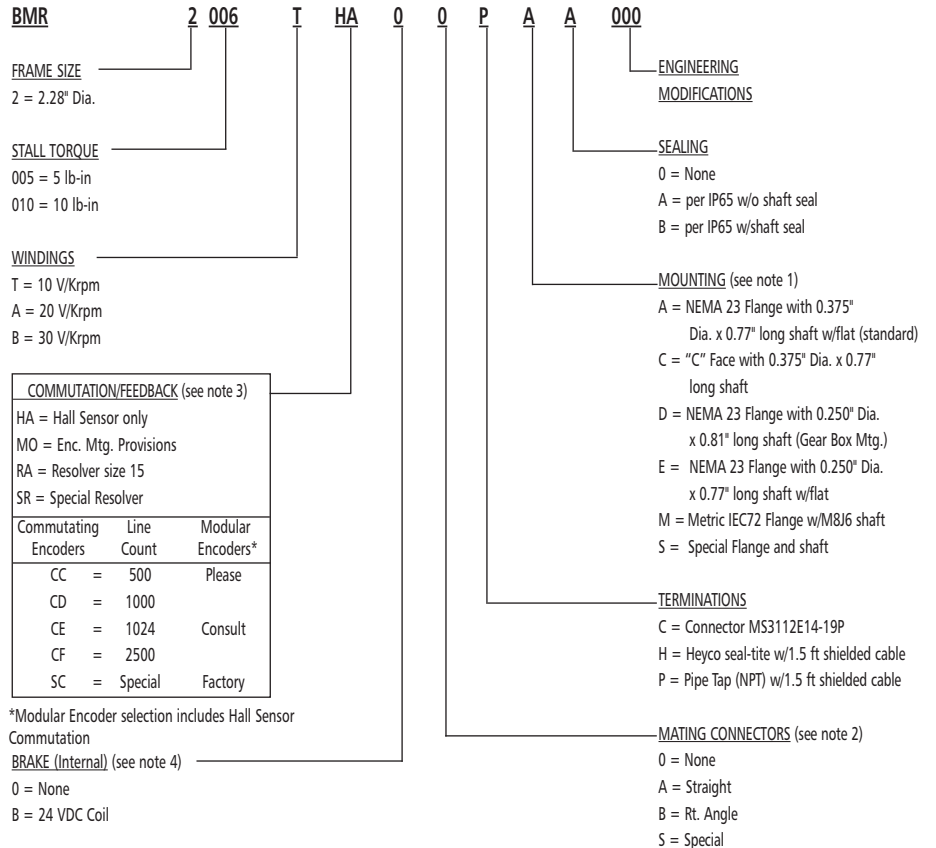 BMR 2 006 T HA 0 0 P A A 000
FRAME SIZE
2 = 2.28" Dia.
STALL TORQUE
005 = 5 lb-in
010 = 10 lb-in
WINDINGS
T = 10 V/Krpm
A = 20 V/Krpm
B = 30 V/Krpm
COMMUTATION/FEEDBACK (see note 3)
HA = Hall Sensor only
MO = Enc. Mtg. Provisions
RA = Resolver size 15
SR = Special Resolver
Commutating Line Modular
Encoders Count Encoders*
CC = 500 Please
CD = 1000
CE = 1024 Consult
CF = 2500
SC = Special Factory
*Modular Encoder selection includes Hall Sensor
Commutation
BRAKE (Internal) (see note 4)
0 = None
B = 24 VDC Coil
ENGINEERING
MODIFICATIONS
SEALING
0 = None
A = per IP65 w/o shaft seal
B = per IP65 w/shaft seal
MOUNTING (see note 1)
A = NEMA 23 Flange with 0.375"
Dia. x 0.77" long shaft w/flat (standard)
C = “C” Face with 0.375" Dia. x 0.77"
long shaft
D = NEMA 23 Flange with 0.250" Dia.
x 0.81" long shaft (Gear Box Mtg.)
E = NEMA 23 Flange with 0.250" Dia.
x 0.77" long shaft w/flat
M = Metric IEC72 Flange w/M8J6 shaft
S = Special Flange and shaft
TERMINATIONS
C = Connector MS3112E14-19P
H = Heyco seal-tite w/1.5 ft shielded cable
P = Pipe Tap (NPT) w/1.5 ft shielded cable
MATING CONNECTORS (see note 2)
0 = None
A = Straight
B = Rt. Angle
S = Special